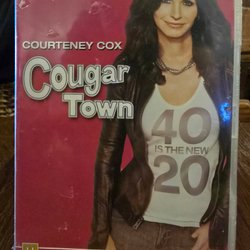 COURTENEY COX
Cougar
Town
40
IS THE NEW
20